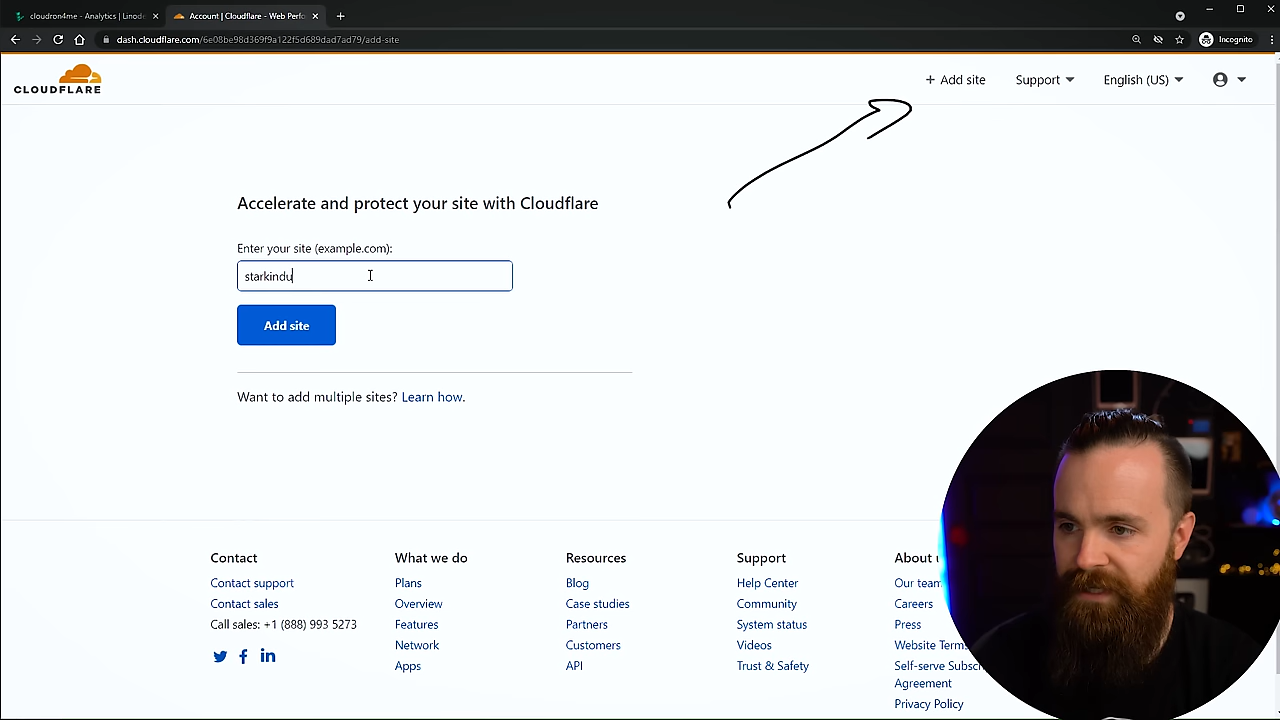 cloudron4me - Analytics | Linode
Account | Cloudflare - Web Perfo
dash.cloudflare.com/6e08be98d369f9a122f5d689dad7ad79/add-site
Incognito
CLOUDFLARE
+ Add site
Support
English (US)
Accelerate and protect your site with Cloudflare
Enter your site (example.com):
starkindu
Add site
Want to add multiple sites? Learn how.
Contact
Contact support
Contact sales
Call sales: +1 (888) 993 5273
What we do
Plans
Overview
Features
Network
Apps
Resources
Blog
Case studies
Partners
Customers
API
Support
Help Center
Community
System status
Videos
Trust & Safety
About u
Our team
Careers
Press
Website Terms
Self-serve Subsc
Agreement
Privacy Policy